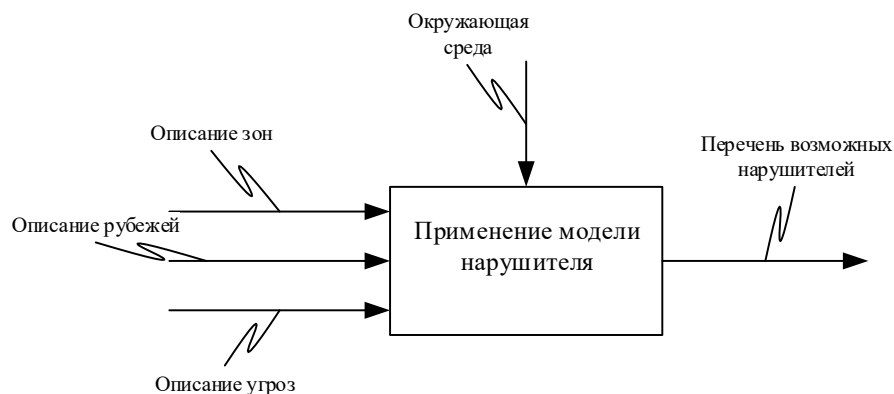 Окружающая
среда
Описание зон
Перечень возможных
нарушителей
Описание рубежей
Применение модели
нарушителя
Описание угроз